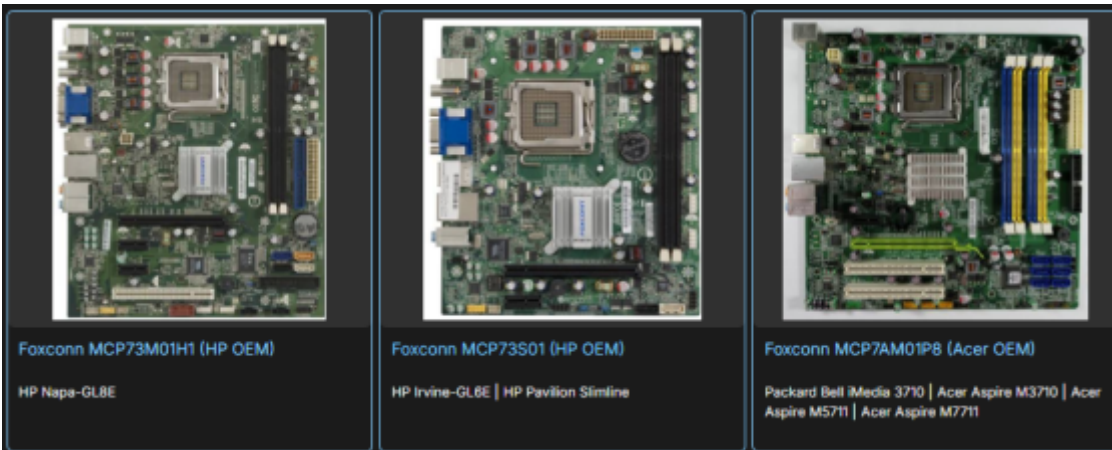 Foxconn MCP73M01H1 (HP OEM)
HP Napa-GL8E
Foxconn MCP73S01 (HP OEM)
HP Irvine-GL6E | HP Pavilion Slimline
Foxconn MCP7AM01P8 (Acer OEM)
Packard Bell iMedia 3710 | Acer Aspire M3710 | Acer
Aspire M5711 | Acer Aspire M7711